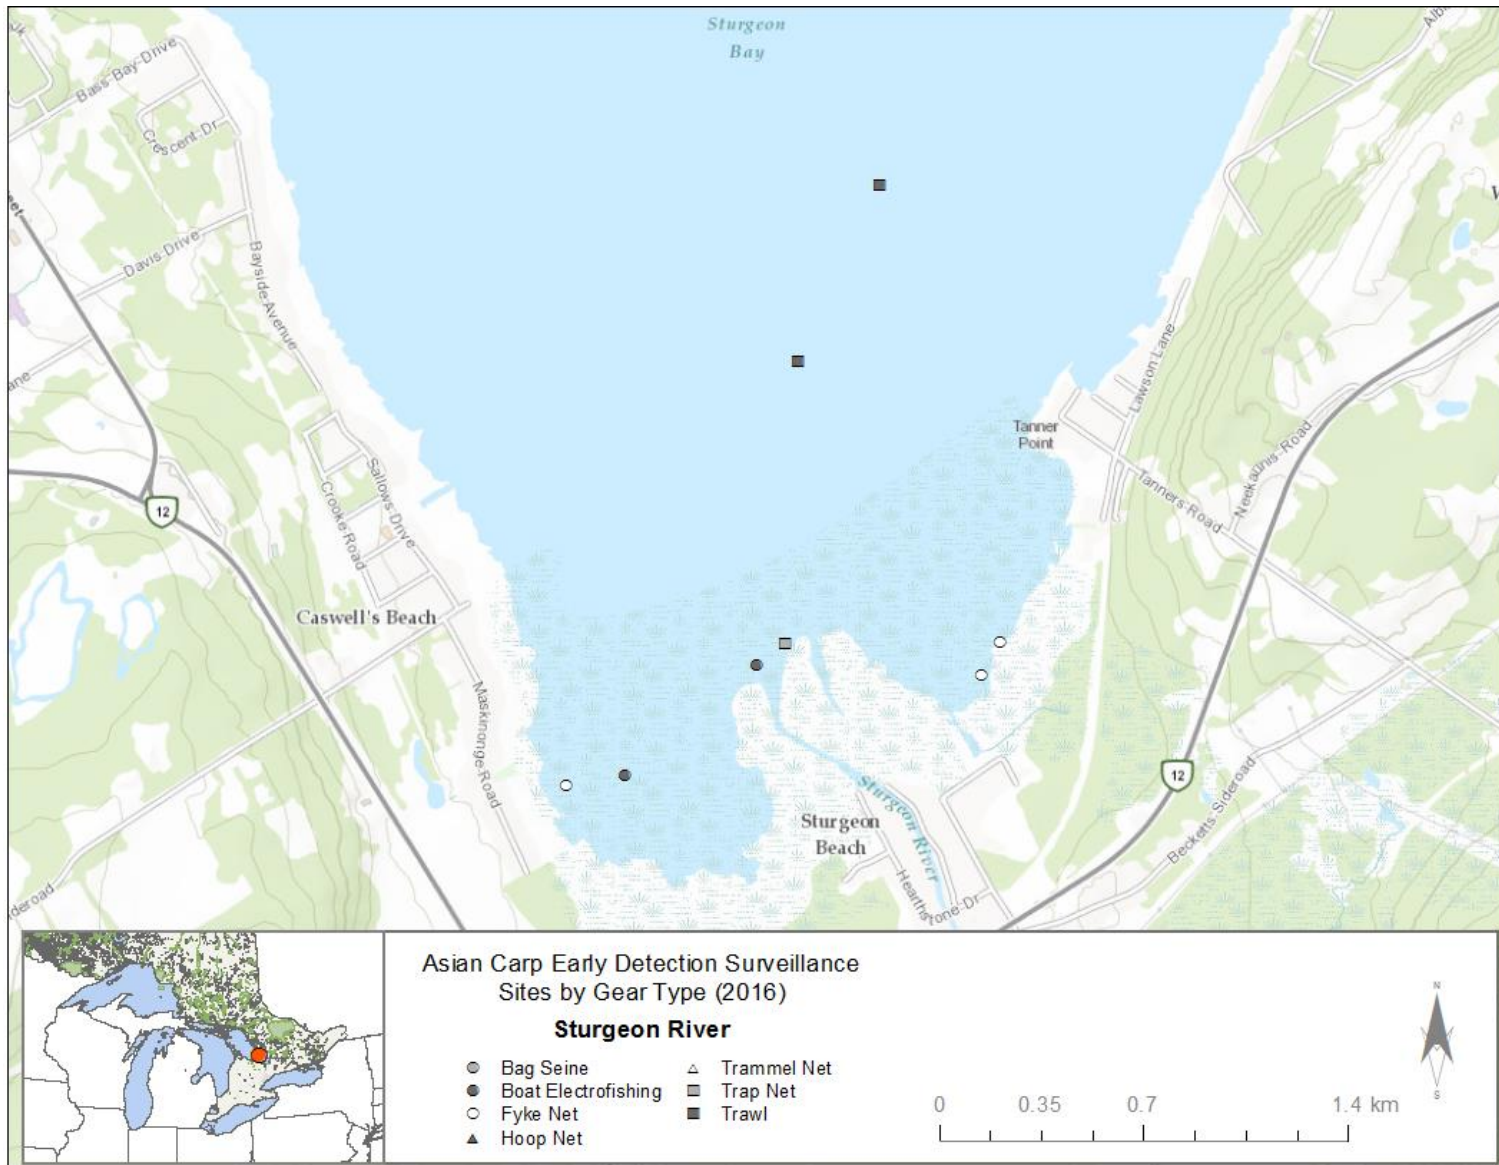 Sturgeon
Bay
Bass-Bay-Drive
Crescent-Dr
Davis-Drive
Bayside-Avenue
Sallows-Drive
Crooke-Road
12
Caswell's Beach
Maskinonge-Road
Tanner
Point
Lawson-Lane
Tanners-Road
Neekaunis-Road
12
Becketts-Sideroad
Sturgeon River
Sturgeon
Beach
Hearthstone-Dr
Asian Carp Early Detection Surveillance
Sites by Gear Type (2016)
Sturgeon River
Bag Seine
Boat Electrofishing
Fyke Net
Hoop Net
Trammel Net
Trap Net
Trawl
0 0.35 0.7 1.4 km
N
S